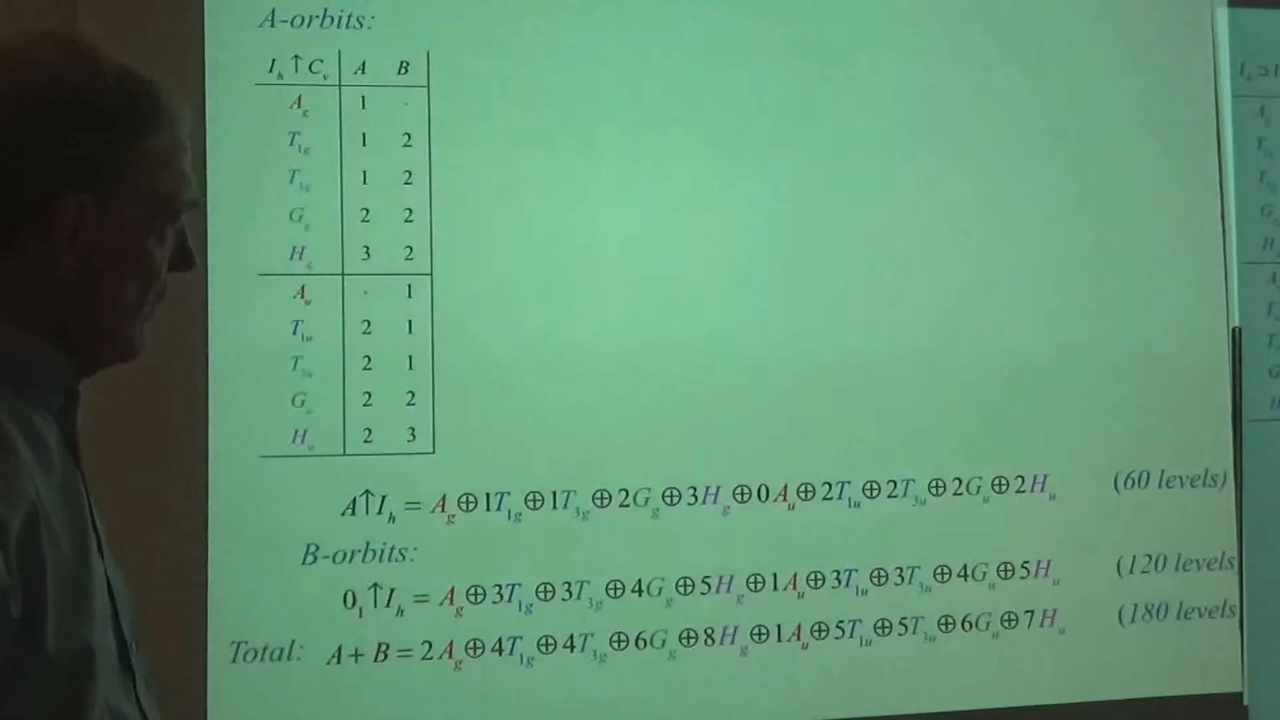 A-orbits:
I_h ↑ C_v A B
A_g 1 ·
T_1g 1 2
T_1g 1 2
G_g 2 2
H_g 3 2
A_u · 1
T_1u 2 1
T_3u 2 1
G_u 2 2
H_u 2 3
A↑I_h = A_g⊕1T_1g⊕1T_3g⊕2G_g⊕3H_g⊕0A_u⊕2T_1u⊕2T_3u⊕2G_u⊕2H_u (60 levels)
B-orbits:
0_1↑I_h = A_g⊕3T_1g⊕3T_3g⊕4G_g⊕5H_g⊕1A_u⊕3T_1u⊕3T_3u⊕4G_u⊕5H_u (120 levels
Total: A+B=2A_g⊕4T_1g⊕4T_3g⊕6G_g⊕8H_g⊕1A_u⊕5T_1u⊕5T_3u⊕6G_u⊕7H_u (180 levels